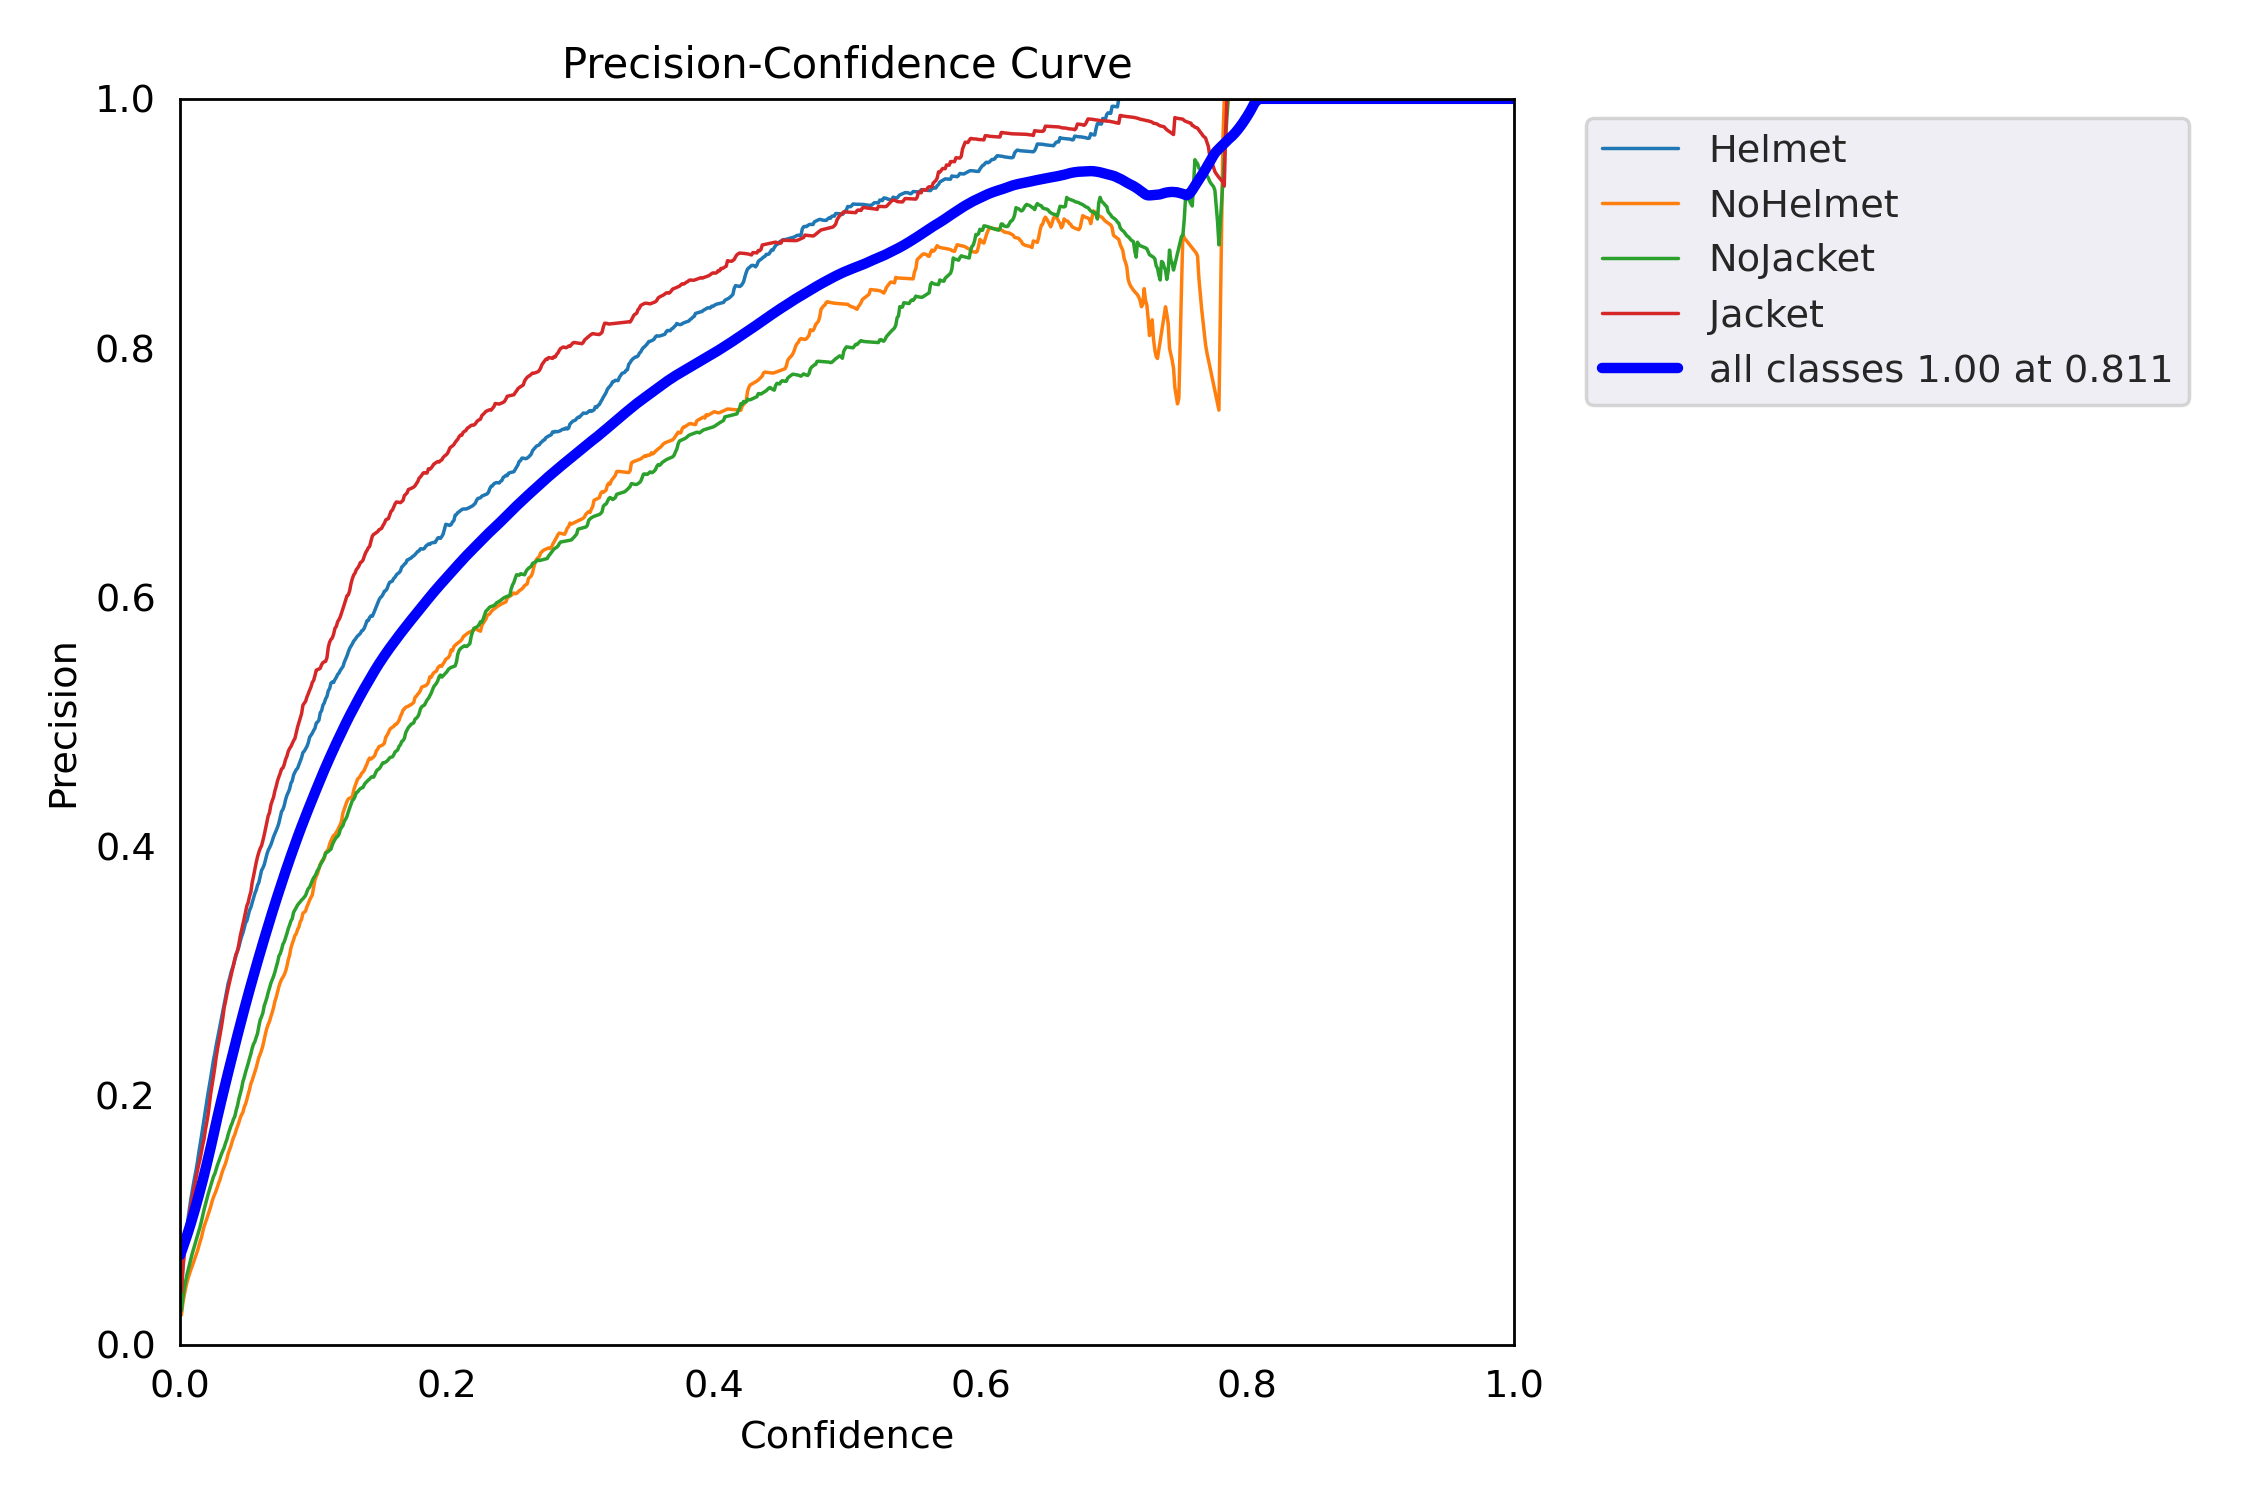 Precision-Confidence Curve
1.0
0.8
0.6
0.4
0.2
0.0
Precision
0.0 0.2 0.4 0.6 0.8 1.0
Confidence
Helmet
NoHelmet
NoJacket
Jacket
all classes 1.00 at 0.811